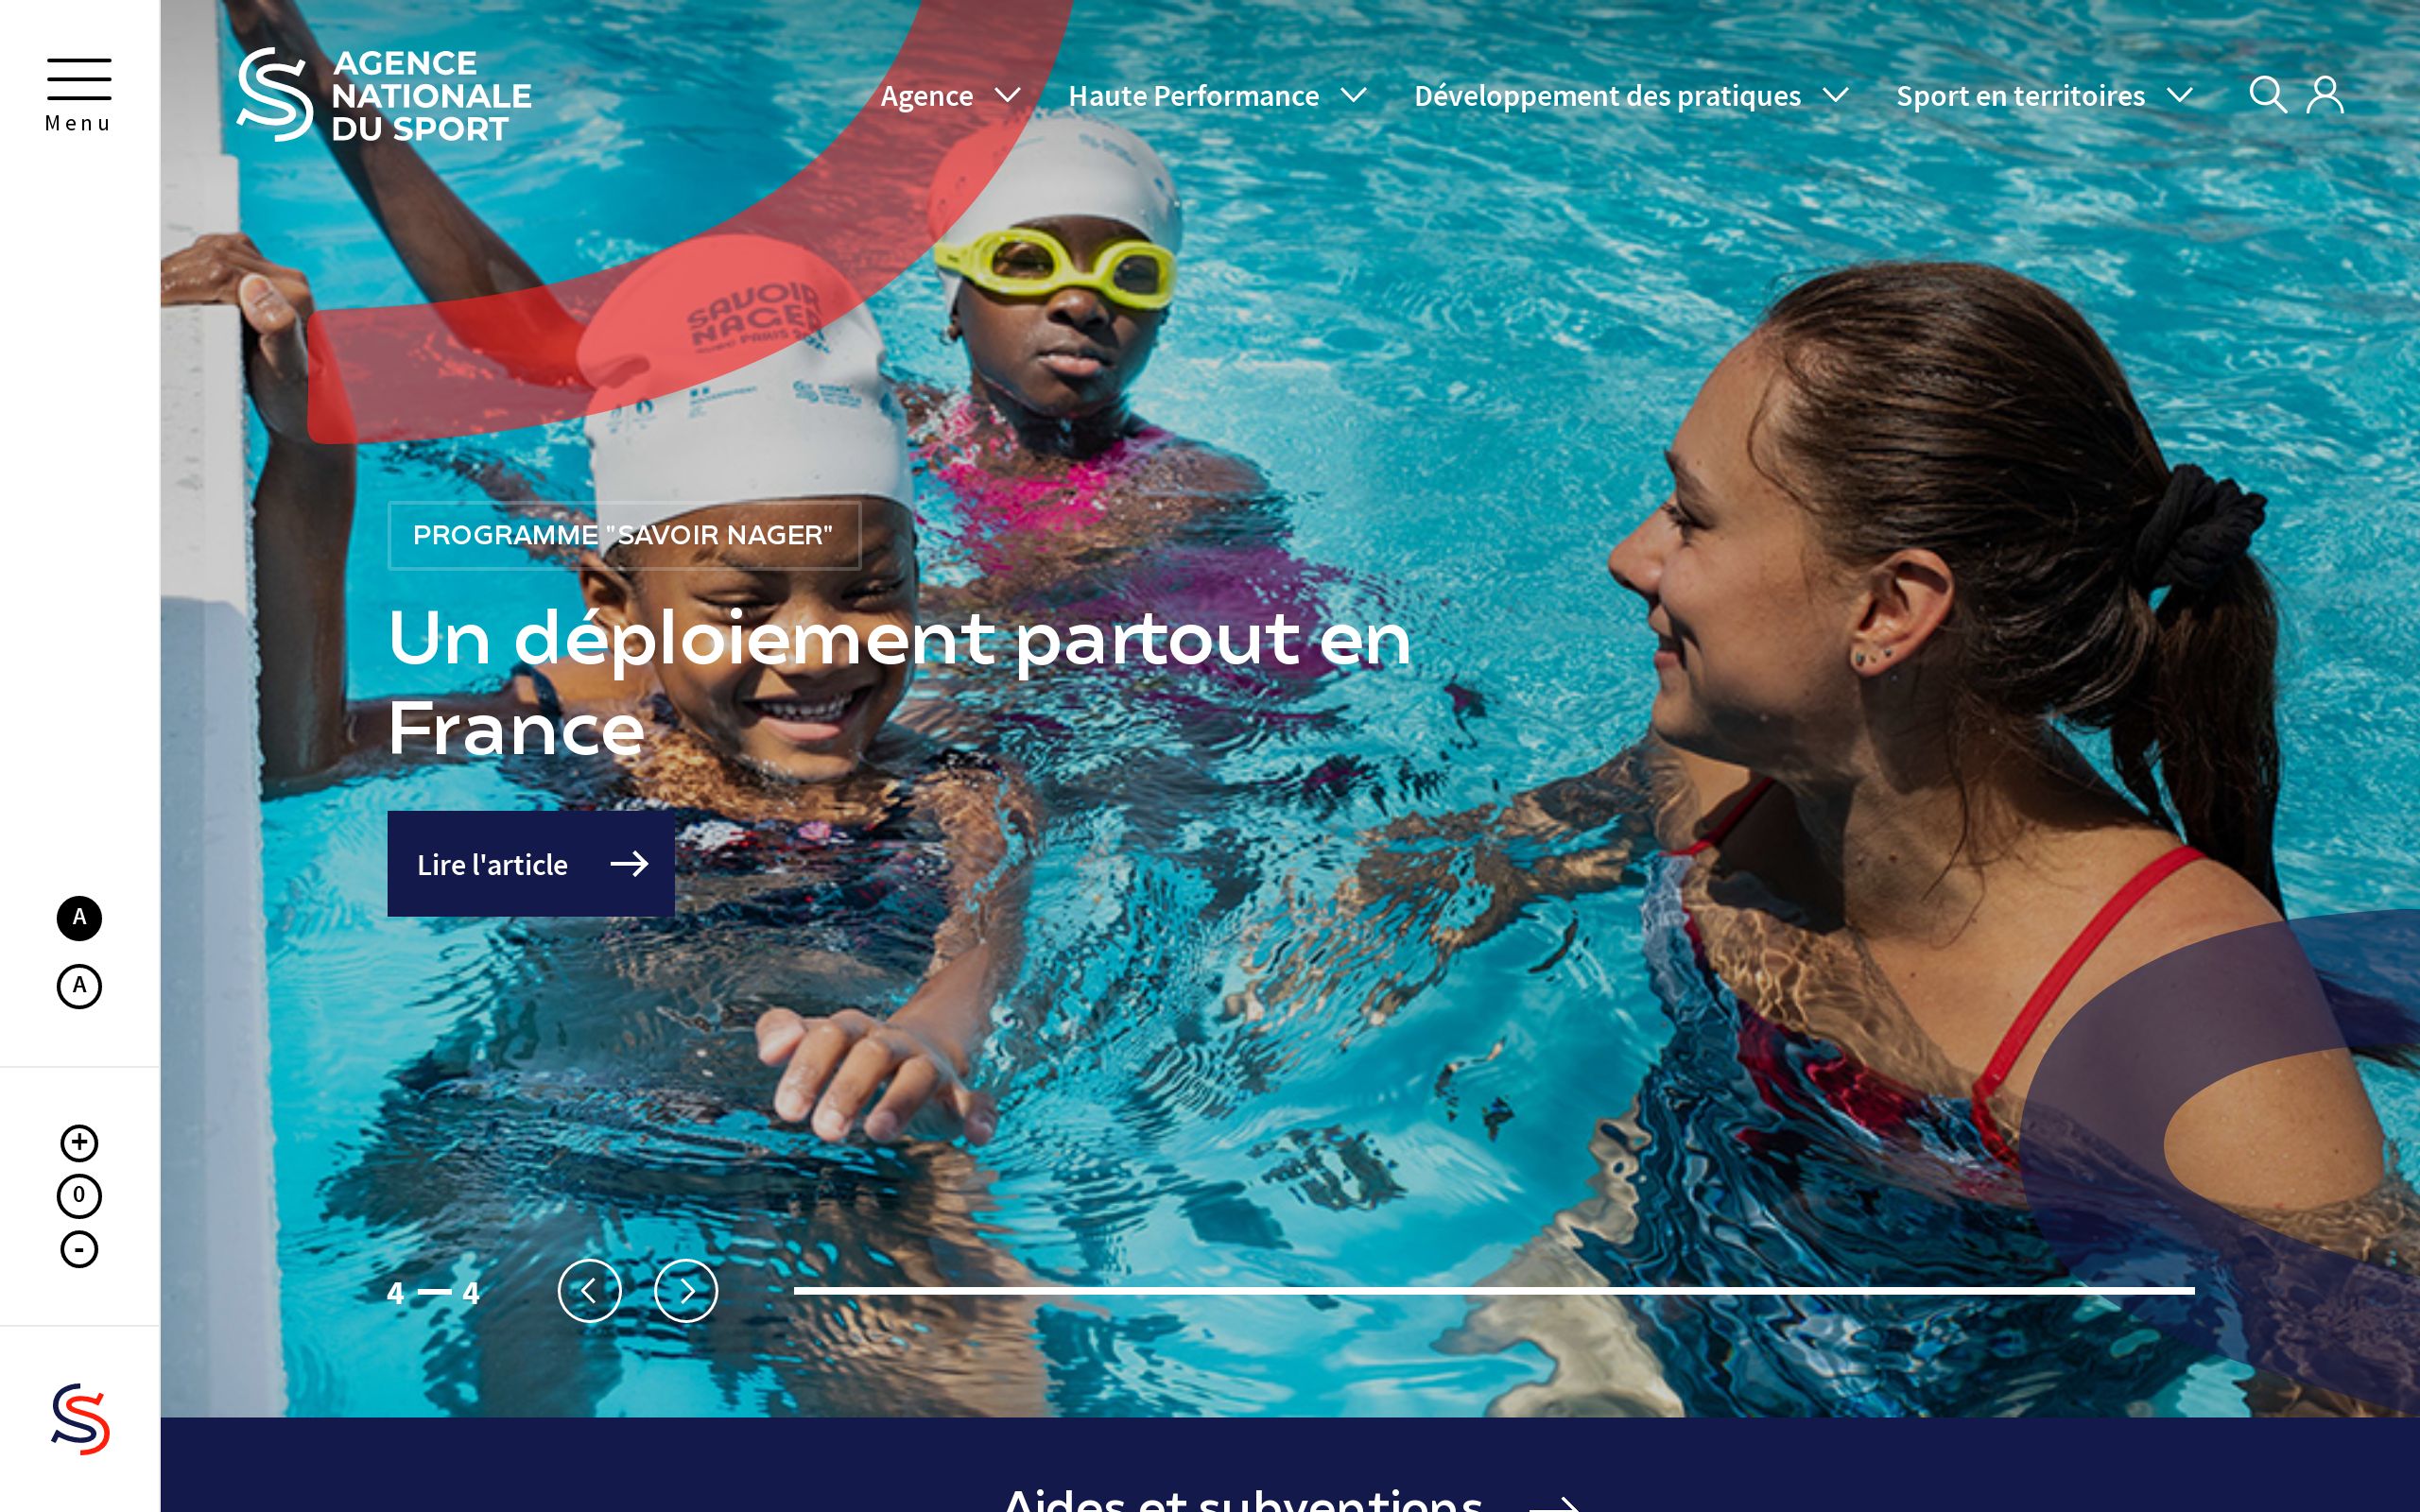 Menu
AGENCE
NATIONALE
DU SPORT
Agence
Haute Performance
Développement des pratiques
Sport en territoires
SAVOIR
NAGER
PROGRAMME "SAVOIR NAGER"
Un déploiement partout en
France
Lire l'article
A
A
+
0
-
4 — 4
Aides et subventions